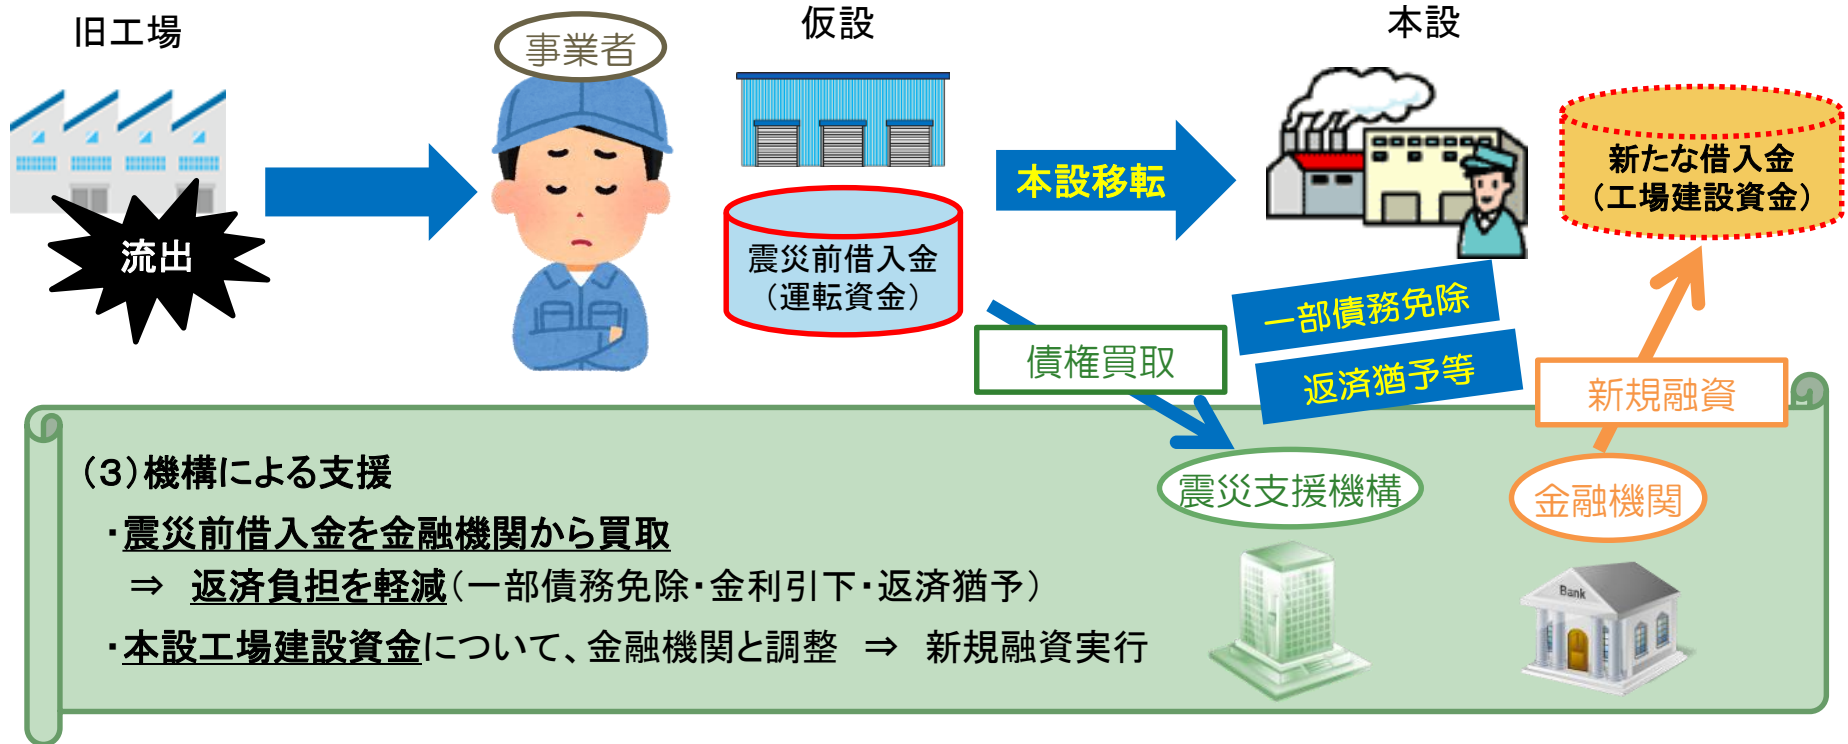 旧工場
事業者
仮設
本設
流出
本設移転
震災前借入金
（運転資金）
新たな借入金
（工場建設資金）
債権買取
一部債務免除
返済猶予等
新規融資
（３）機構による支援
・震災前借入金を金融機関から買取
⇒ 返済負担を軽減（一部債務免除・金利引下・返済猶予）
・本設工場建設資金について、金融機関と調整 ⇒ 新規融資実行
震災支援機構
金融機関
Bank